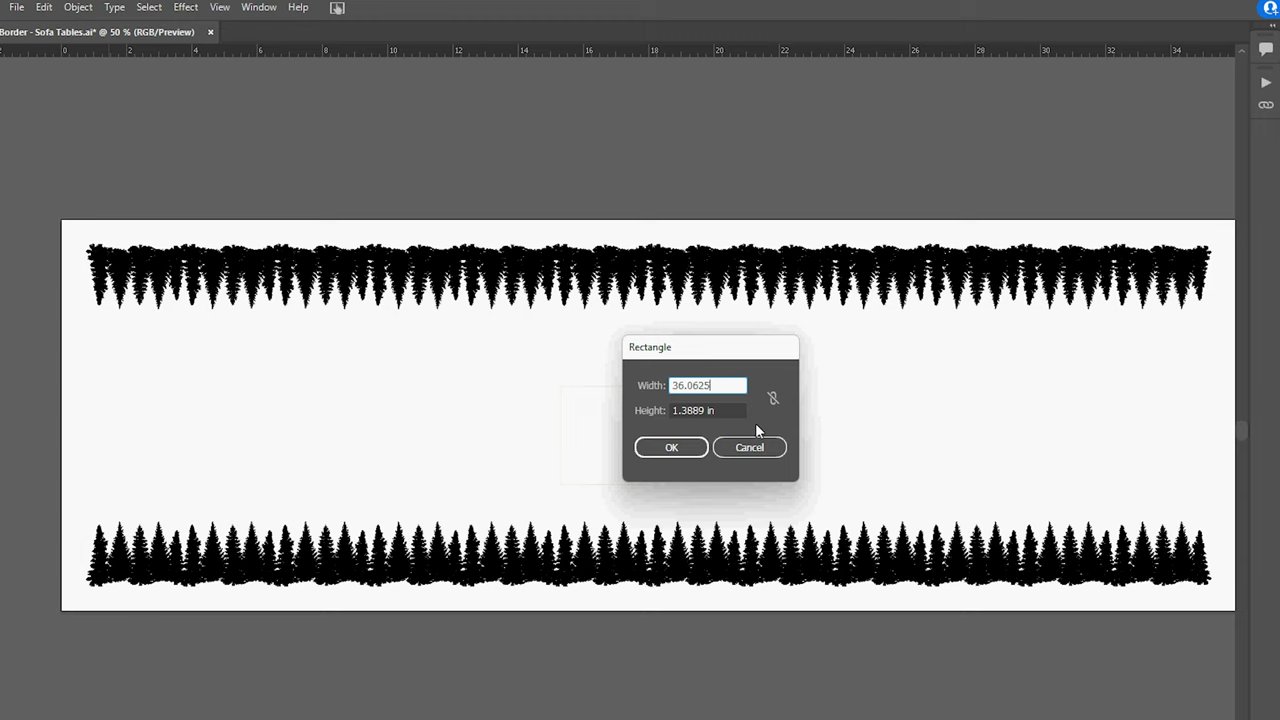 File Edit Object Type Select Effect View Window Help
Border - Sofa Tables.ai* @ 50 % (RGB/Preview) ×
2 0 2 4 6 8 10 12 14 16 18 20 22 24 26 28 30 32 34
Rectangle
Width: 36.0625
Height: 1.3889 in
OK Cancel